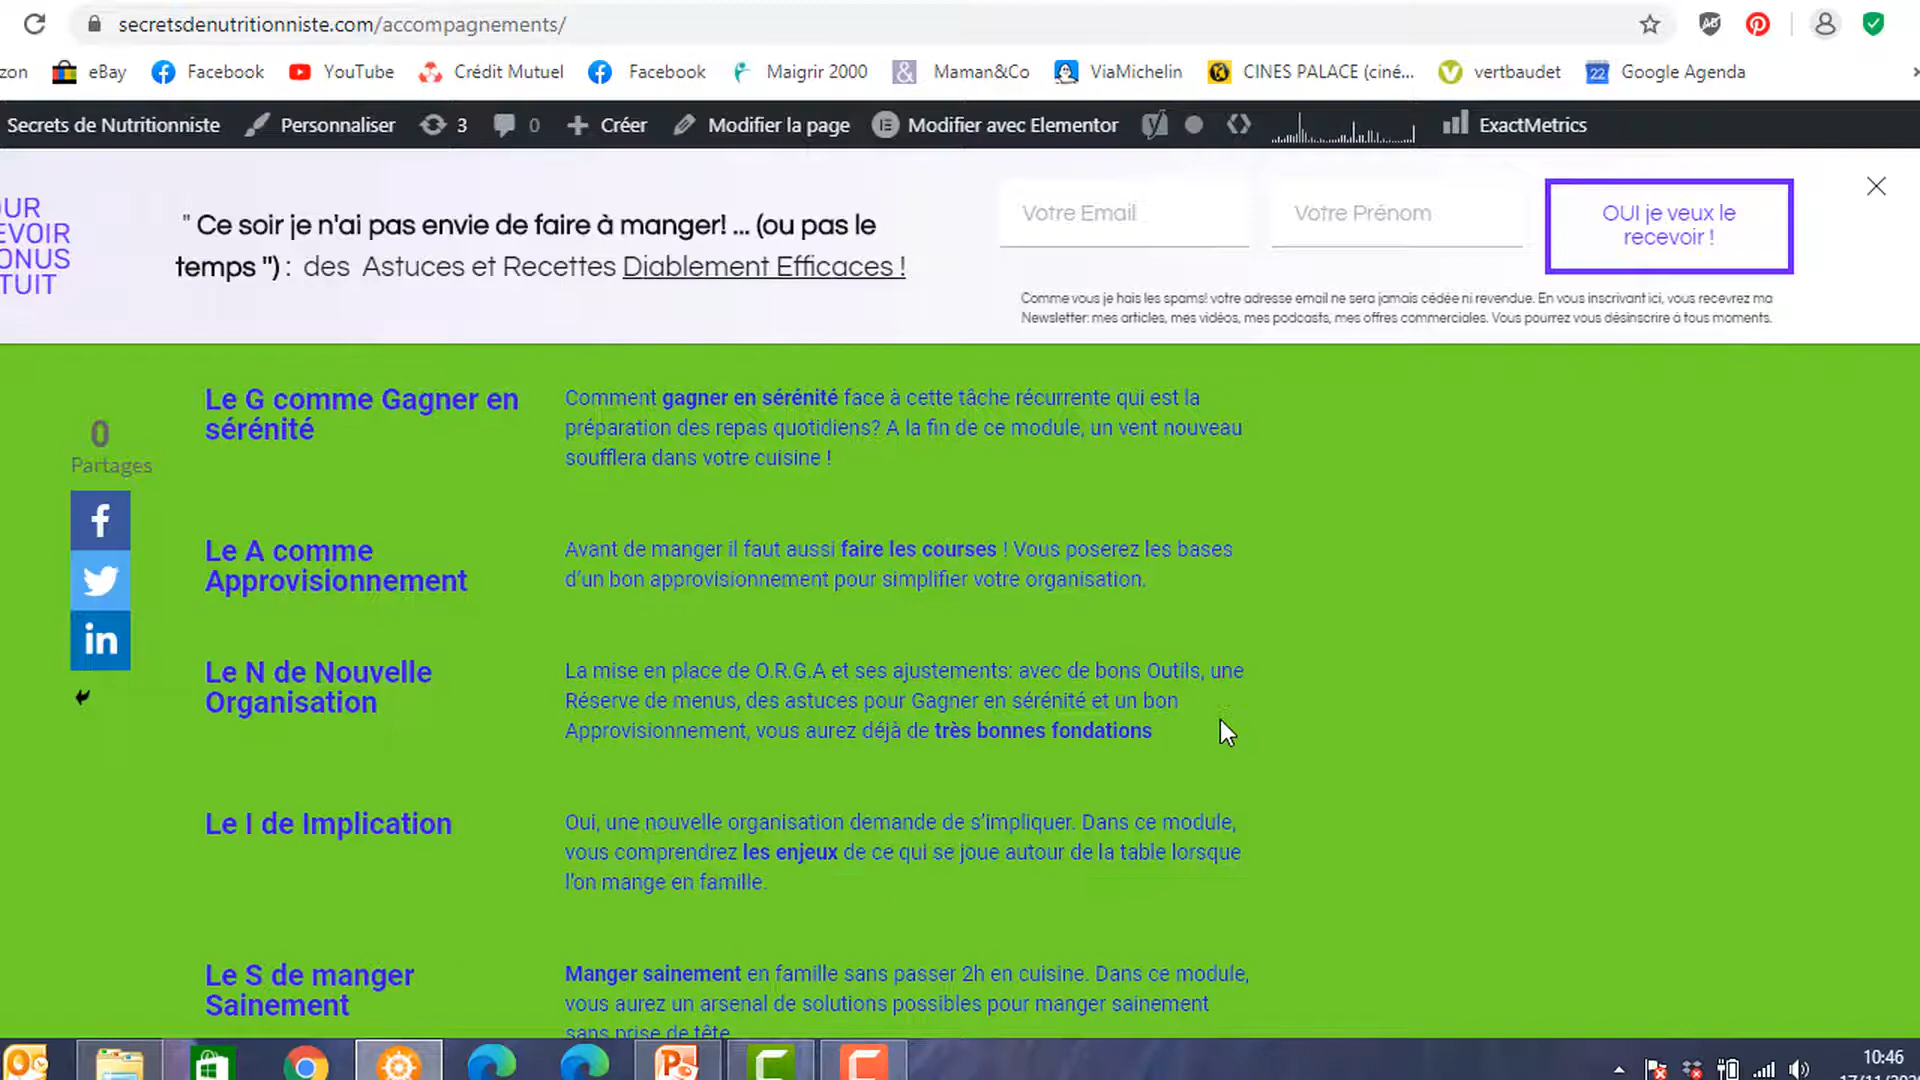 secretsdenutritionniste.com/accompagnements/
zon eBay Facebook YouTube Crédit Mutuel Facebook Maigrir 2000 Maman&Co ViaMichelin CINES PALACE (ciné... vertbaudet 22 Google Agenda
Secrets de Nutritionniste Personnaliser 3 0 Créer Modifier la page Modifier avec Elementor ExactMetrics
OUR
EVOIR
ONUS
TUIT
" Ce soir je n'ai pas envie de faire à manger! ... (ou pas le
temps ") : des Astuces et Recettes Diablement Efficaces !
Votre Email
Votre Prénom
OUI je veux le
recevoir !
Comme vous je hais les spams! votre adresse email ne sera jamais cédée ni revendue. En vous inscrivant ici, vous recevrez ma
Newsletter: mes articles, mes vidéos, mes podcasts, mes offres commerciales. Vous pourrez vous désinscrire à tous moments.
0
Partages
Le G comme Gagner en
sérénité
Comment gagner en sérénité face à cette tâche récurrente qui est la
préparation des repas quotidiens? A la fin de ce module, un vent nouveau
soufflera dans votre cuisine !
Le A comme
Approvisionnement
Avant de manger il faut aussi faire les courses ! Vous poserez les bases
d'un bon approvisionnement pour simplifier votre organisation.
Le N de Nouvelle
Organisation
La mise en place de O.R.G.A et ses ajustements: avec de bons Outils, une
Réserve de menus, des astuces pour Gagner en sérénité et un bon
Approvisionnement, vous aurez déjà de très bonnes fondations
Le I de Implication
Oui, une nouvelle organisation demande de s'impliquer. Dans ce module,
vous comprendrez les enjeux de ce qui se joue autour de la table lorsque
l'on mange en famille.
Le S de manger
Sainement
Manger sainement en famille sans passer 2h en cuisine. Dans ce module,
vous aurez un arsenal de solutions possibles pour manger sainement
sans prise de tête
10:46
17/11/20